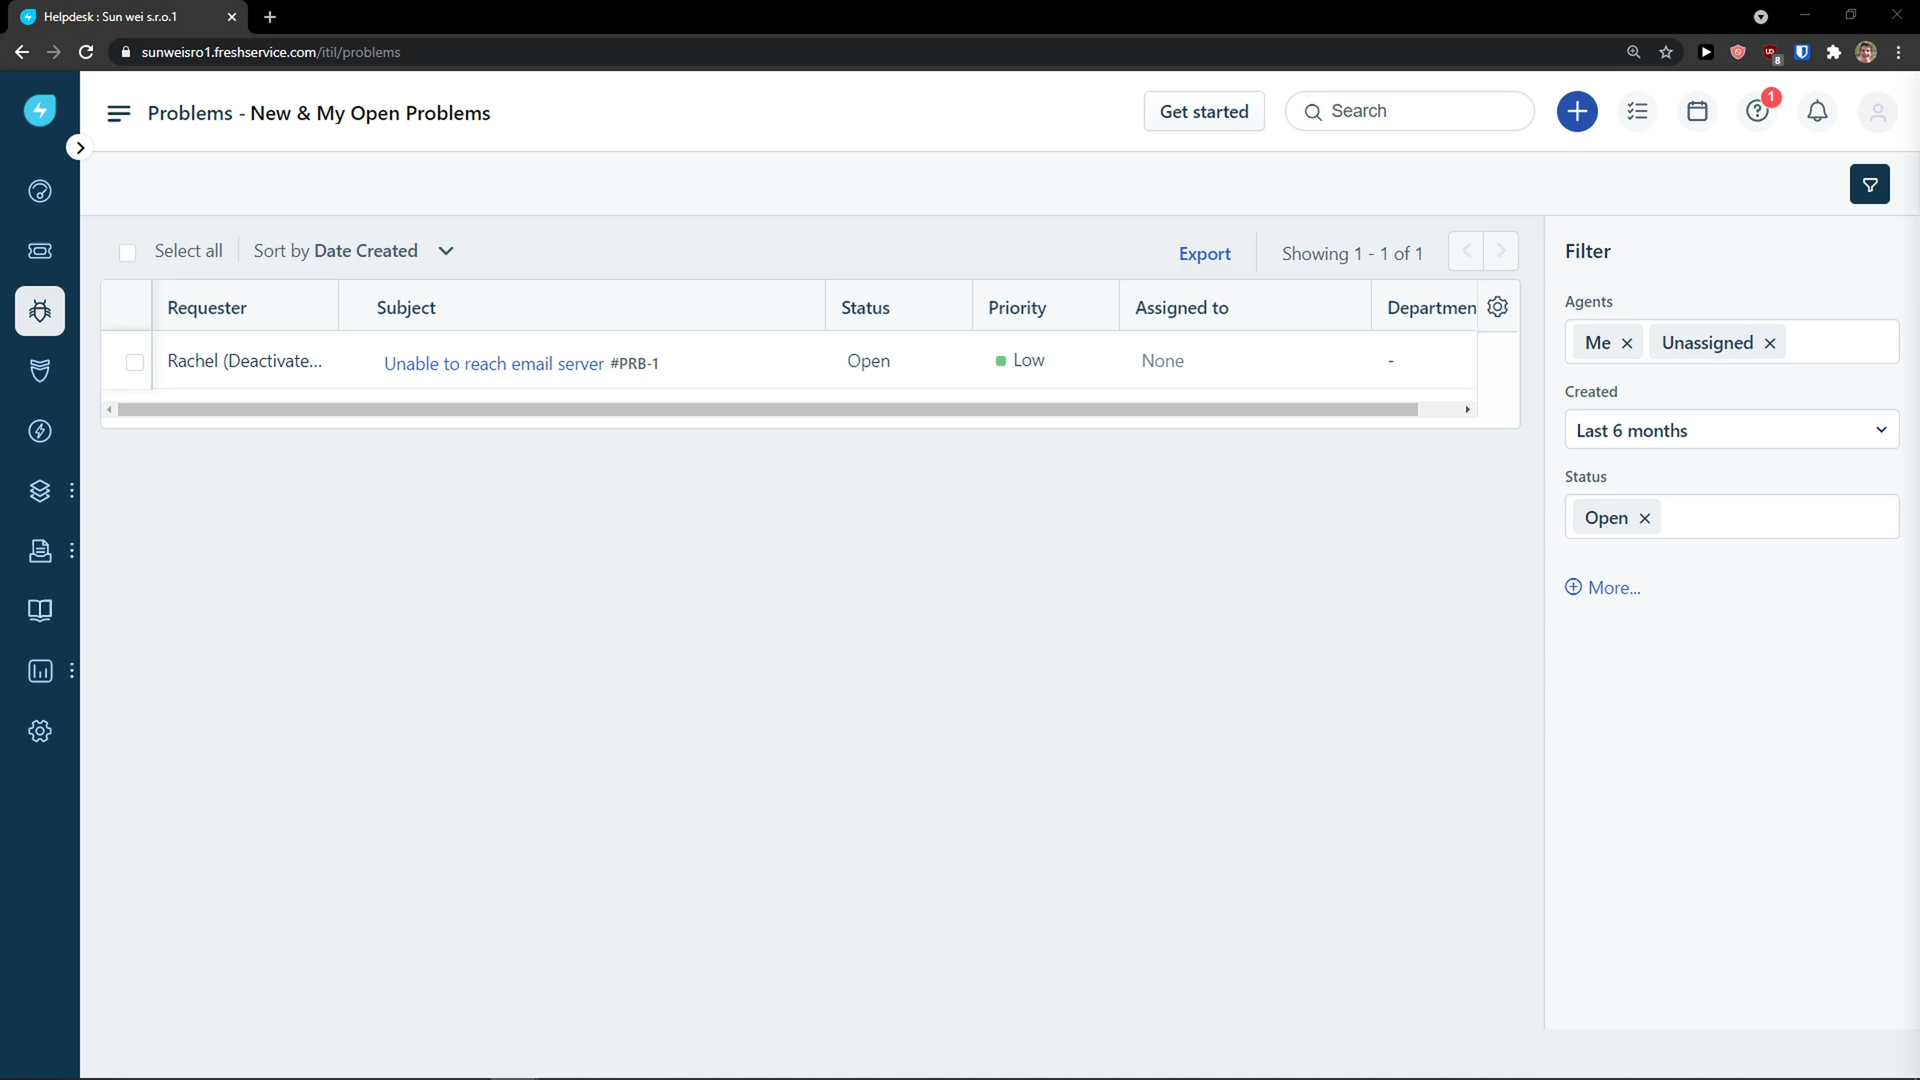 Helpdesk : Sun wei s.r.o.1
sunweisro1.freshservice.com/itil/problems
8
Problems - New & My Open Problems
Get started
Search
1
Select all
Sort by Date Created
Export
Showing 1 - 1 of 1
Requester
Subject
Status
Priority
Assigned to
Departmen
Rachel (Deactivate...
Unable to reach email server #PRB-1
Open
Low
None
-
Filter
Agents
Me
Unassigned
Created
Last 6 months
Status
Open
More...